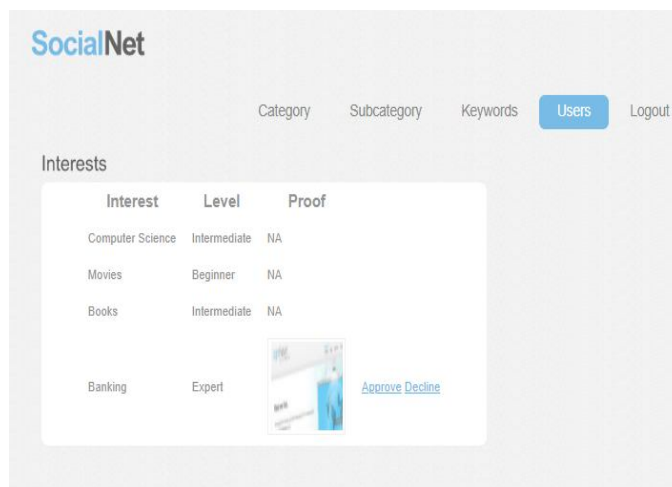 SocialNet
Category Subcategory Keywords Users Logout
Interests
Interest Level Proof
Computer Science Intermediate NA
Movies Beginner NA
Books Intermediate NA
Banking Expert Approve Decline